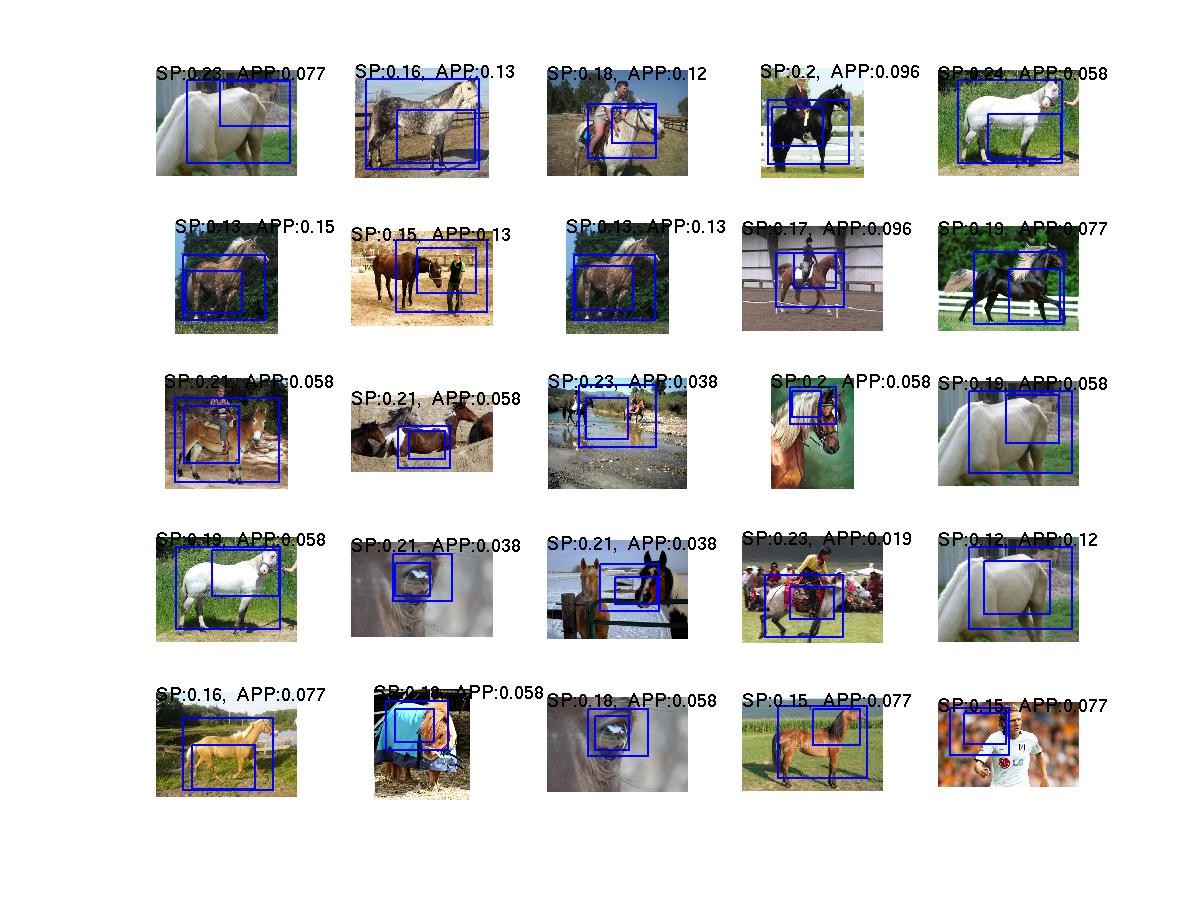 SP:0.23, APP:0.077
SP:0.16, APP:0.13
SP:0.18, APP:0.12
SP:0.2, APP:0.096
SP:0.24, APP:0.058
SP:0.13, APP:0.15
SP:0.15, APP:0.13
SP:0.13, APP:0.13
SP:0.17, APP:0.096
SP:0.19, APP:0.077
SP:0.21, APP:0.058
SP:0.21, APP:0.058
SP:0.23, APP:0.038
SP:0.2, APP:0.058
SP:0.19, APP:0.058
SP:0.19, APP:0.058
SP:0.21, APP:0.038
SP:0.21, APP:0.038
SP:0.23, APP:0.019
SP:0.12, APP:0.12
SP:0.16, APP:0.077
SP:0.18, APP:0.058
SP:0.18, APP:0.058
SP:0.15, APP:0.077
SP:0.15, APP:0.077
LG